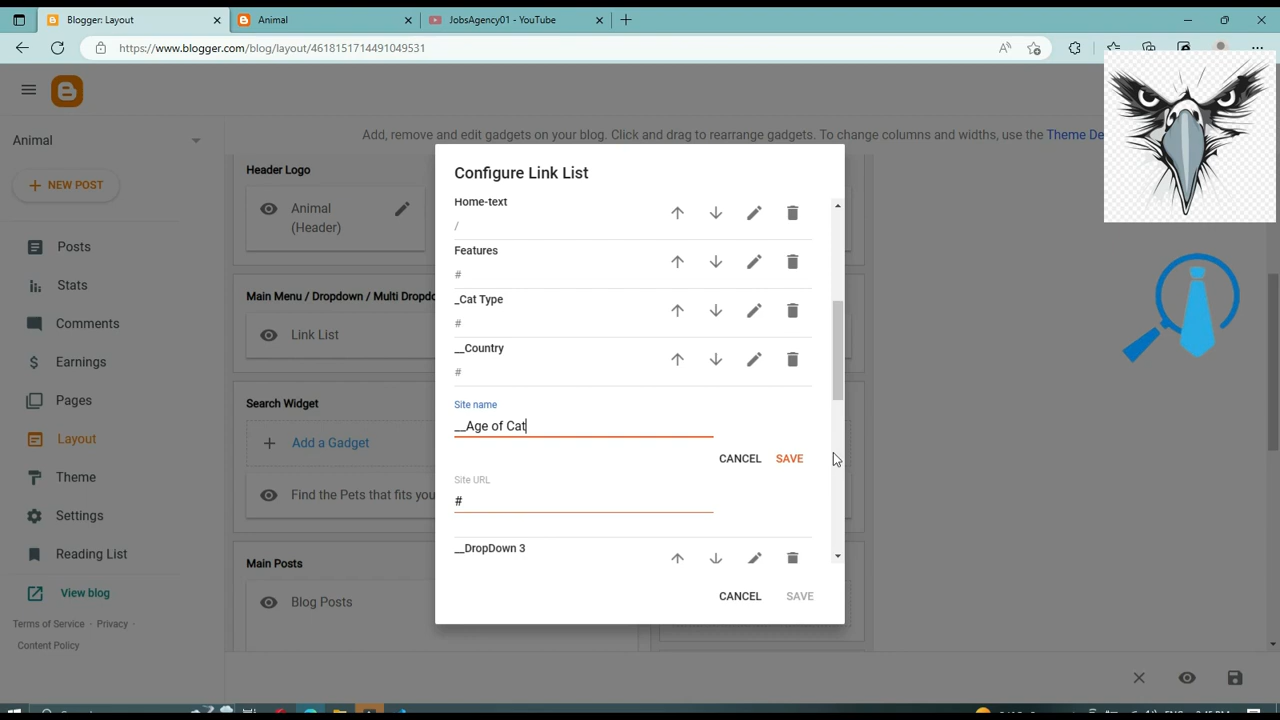 Blogger: Layout
Animal
JobsAgency01 - YouTube
https://www.blogger.com/blog/layout/4618151714491049531
Animal
Add, remove and edit gadgets on your blog. Click and drag to rearrange gadgets. To change columns and widths, use the Theme De
NEW POST
Posts
Stats
Comments
Earnings
Pages
Layout
Theme
Settings
Reading List
View blog
Terms of Service · Privacy ·
Content Policy
Header Logo
Animal
(Header)
Main Menu / Dropdown / Multi Dropdo
Link List
Search Widget
Add a Gadget
Find the Pets that fits you
Main Posts
Blog Posts
Configure Link List
Home-text
/
Features
#
_Cat Type
#
__Country
#
Site name
__Age of Cat
CANCEL SAVE
Site URL
#
__DropDown 3
CANCEL SAVE